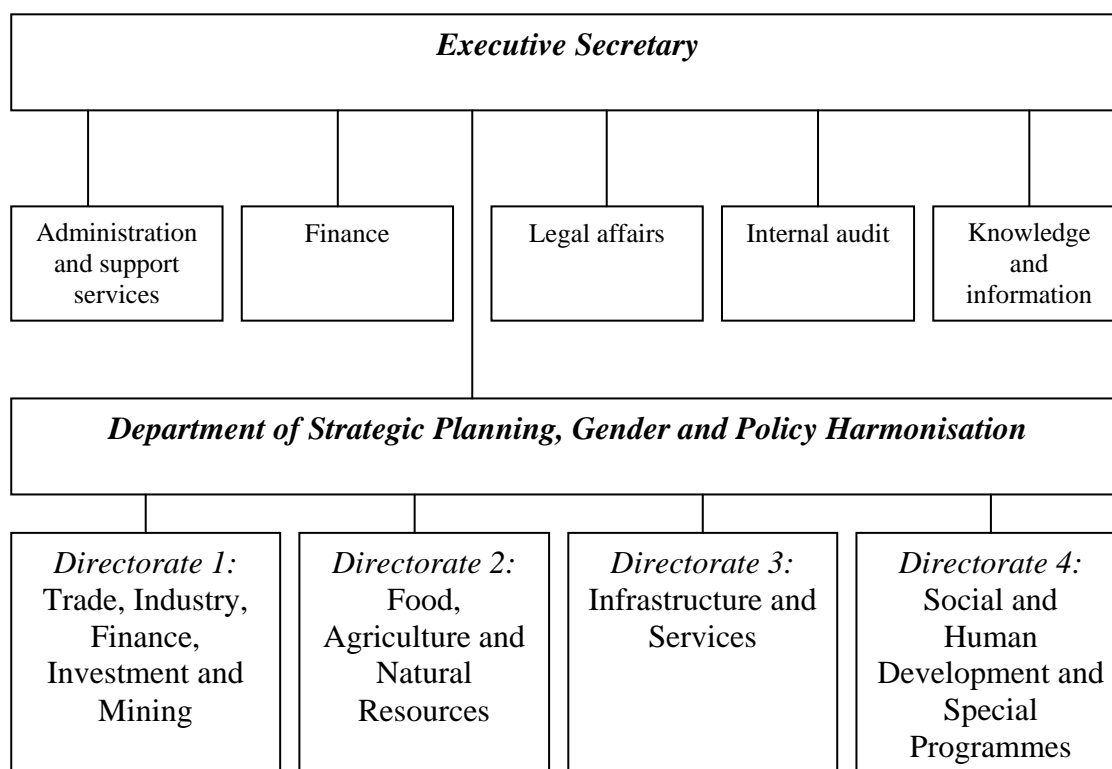 Executive Secretary
Administration
and support
services
Finance
Legal affairs
Internal audit
Knowledge
and
information
Department of Strategic Planning, Gender and Policy Harmonisation
Directorate 1:
Trade, Industry,
Finance,
Investment and
Mining
Directorate 2:
Food,
Agriculture and
Natural
Resources
Directorate 3:
Infrastructure and
Services
Directorate 4:
Social and
Human
Development and
Special
Programmes